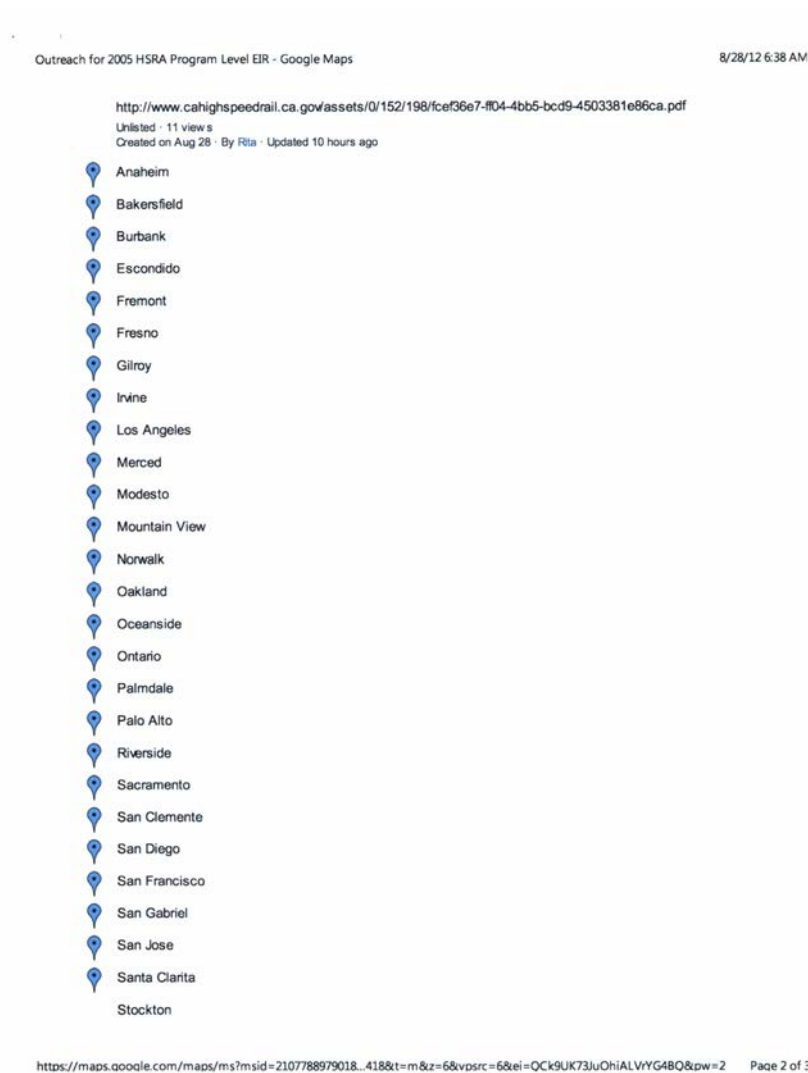 Outreach for 2005 HSRA Program Level EIR - Google Maps 8/28/12 6:38 AM
http://www.cahighspeedrail.ca.gov/assets/0/152/198/fcef36e7-ff04-4bb5-bcd9-4503381e86ca.pdf
Unlisted · 11 views
Created on Aug 28 · By Rita · Updated 10 hours ago
Anaheim
Bakersfield
Burbank
Escondido
Fremont
Fresno
Gilroy
Irvine
Los Angeles
Merced
Modesto
Mountain View
Norwalk
Oakland
Oceanside
Ontario
Palmdale
Palo Alto
Riverside
Sacramento
San Clemente
San Diego
San Francisco
San Gabriel
San Jose
Santa Clarita
Stockton
https://maps.google.com/maps/ms?msid=2107788979018...418&t=m&z=6&vpsrc=6&ei=QCk9UK73JuOhiALVrYG4BQ&pw=2 Page 2 of 3